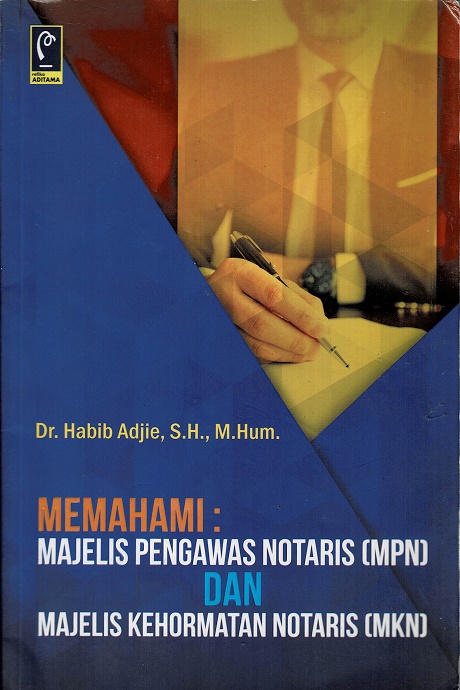 refika
ADITAMA
Dr. Habib Adjie, S.H., M.Hum.
MEMAHAMI :
MAJELIS PENGAWAS NOTARIS (MPN)
DAN
MAJELIS KEHORMATAN NOTARIS (MKN)